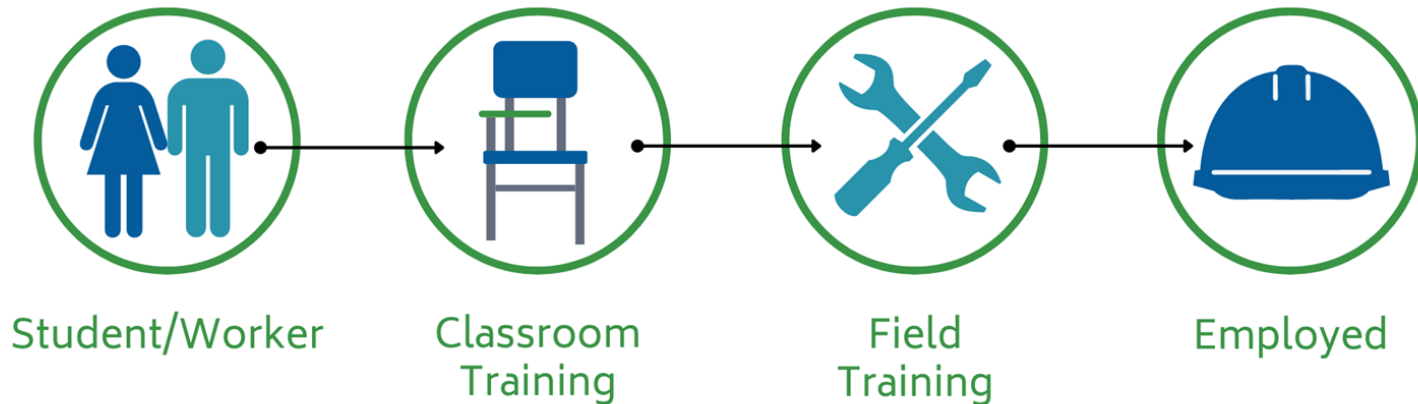 Student/Worker
Classroom
Training
Field
Training
Employed